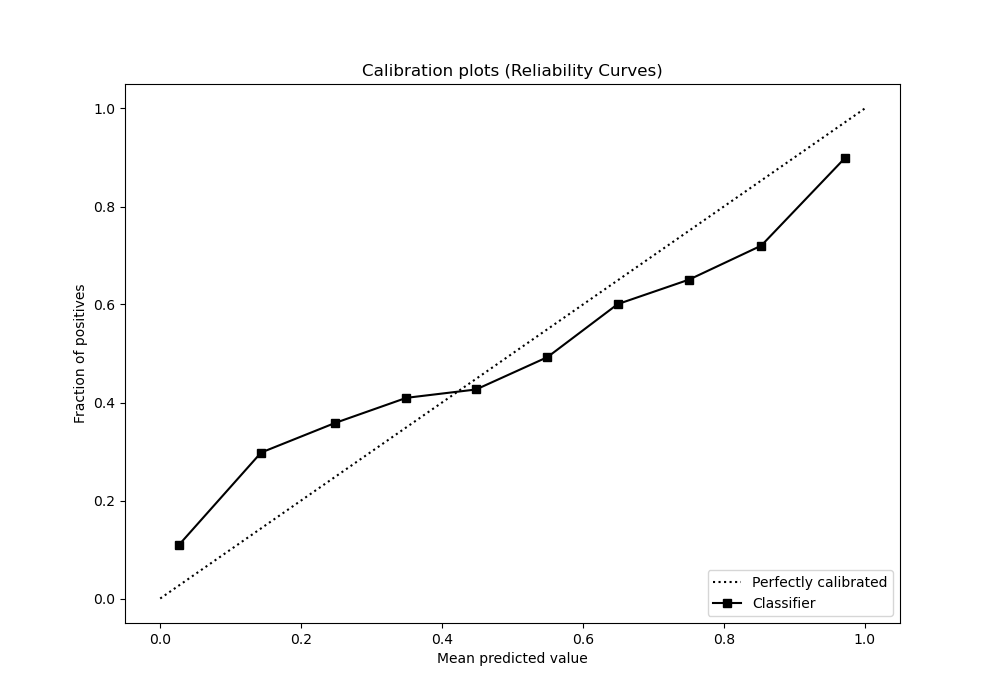 Calibration plots (Reliability Curves)
1.0
0.8
0.6
0.4
0.2
0.0
Fraction of positives
0.0 0.2 0.4 0.6 0.8 1.0
Mean predicted value
Perfectly calibrated
Classifier